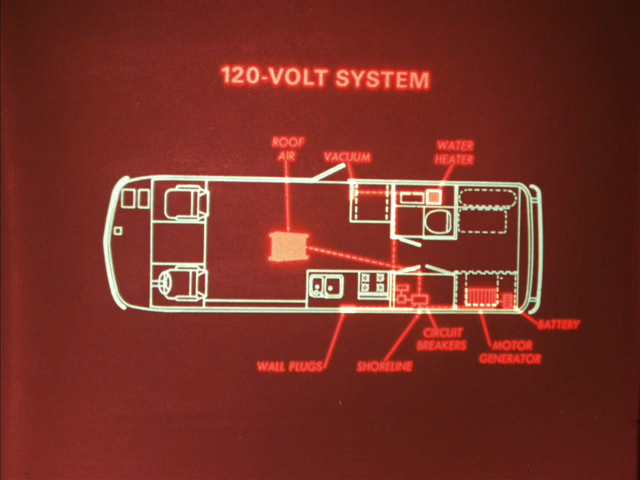 120-VOLT SYSTEM
ROOF
AIR
VACUUM
WATER
HEATER
BATTERY
CIRCUIT
BREAKERS
MOTOR
GENERATOR
WALL PLUGS
SHORELINE